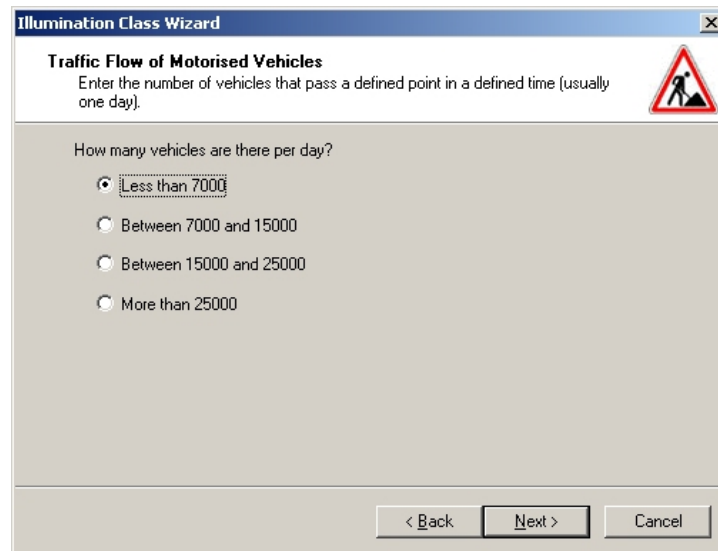 Illumination Class Wizard
Traffic Flow of Motorised Vehicles
Enter the number of vehicles that pass a defined point in a defined time (usually
one day).
How many vehicles are there per day?
Less than 7000
Between 7000 and 15000
Between 15000 and 25000
More than 25000
< Back Next > Cancel